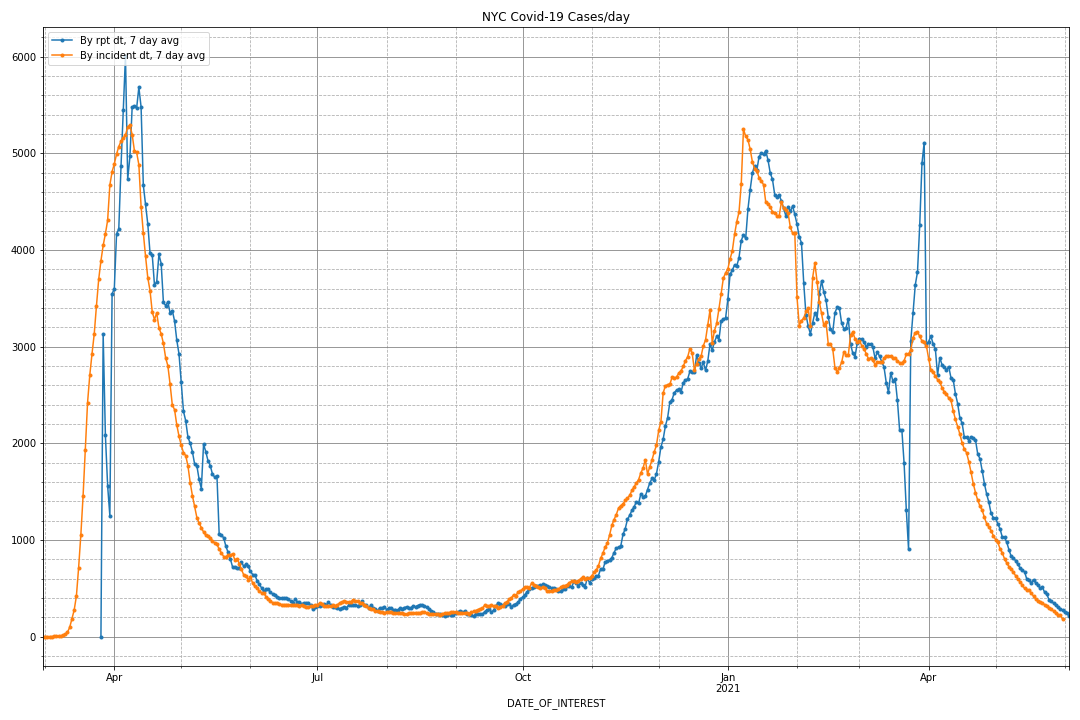 NYC Covid-19 Cases/day
By rpt dt, 7 day avg
By incident dt, 7 day avg
6000
5000
4000
3000
2000
1000
0
Apr
Jul
Oct
Jan
2021
Apr
DATE_OF_INTEREST